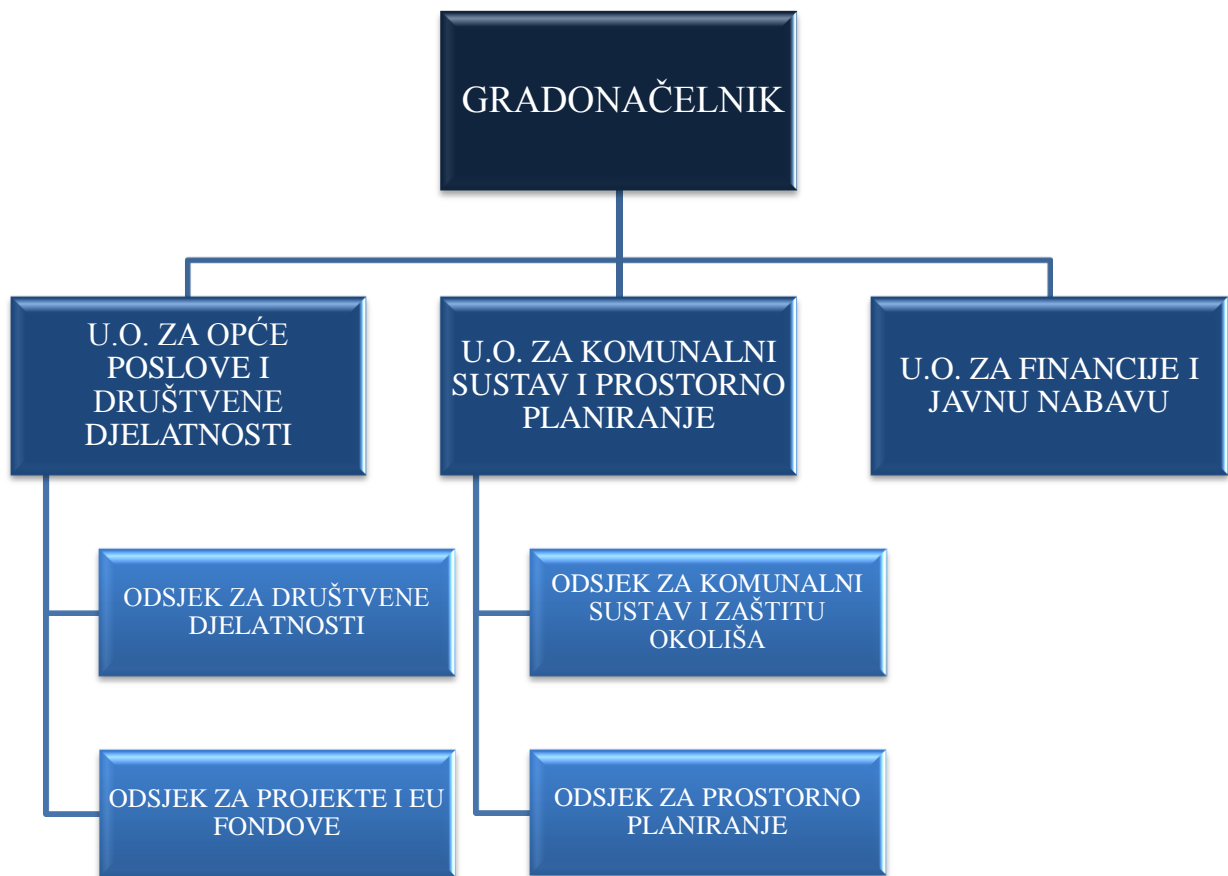 GRADONAČELNIK
U.O. ZA OPĆE
POSLOVE I
DRUŠTVENE
DJELATNOSTI
U.O. ZA KOMUNALNI
SUSTAV I PROSTORNO
PLANIRANJE
U.O. ZA FINANCIJE I
JAVNU NABAVU
ODSJEK ZA DRUŠTVENE
DJELATNOSTI
ODSJEK ZA PROJEKTE I EU
FONDOVE
ODSJEK ZA KOMUNALNI
SUSTAV I ZAŠTITU
OKOLIŠA
ODSJEK ZA PROSTORNO
PLANIRANJE